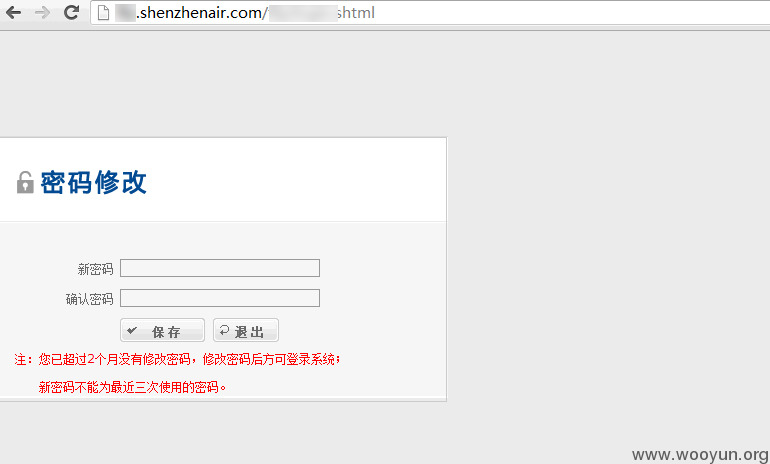 .shenzhenair.com/
shtml
密码修改
新密码
确认密码
保存 退出
注：您已超过2个月没有修改密码，修改密码后方可登录系统；
新密码不能为最近三次使用的密码。
www.wooyun.org